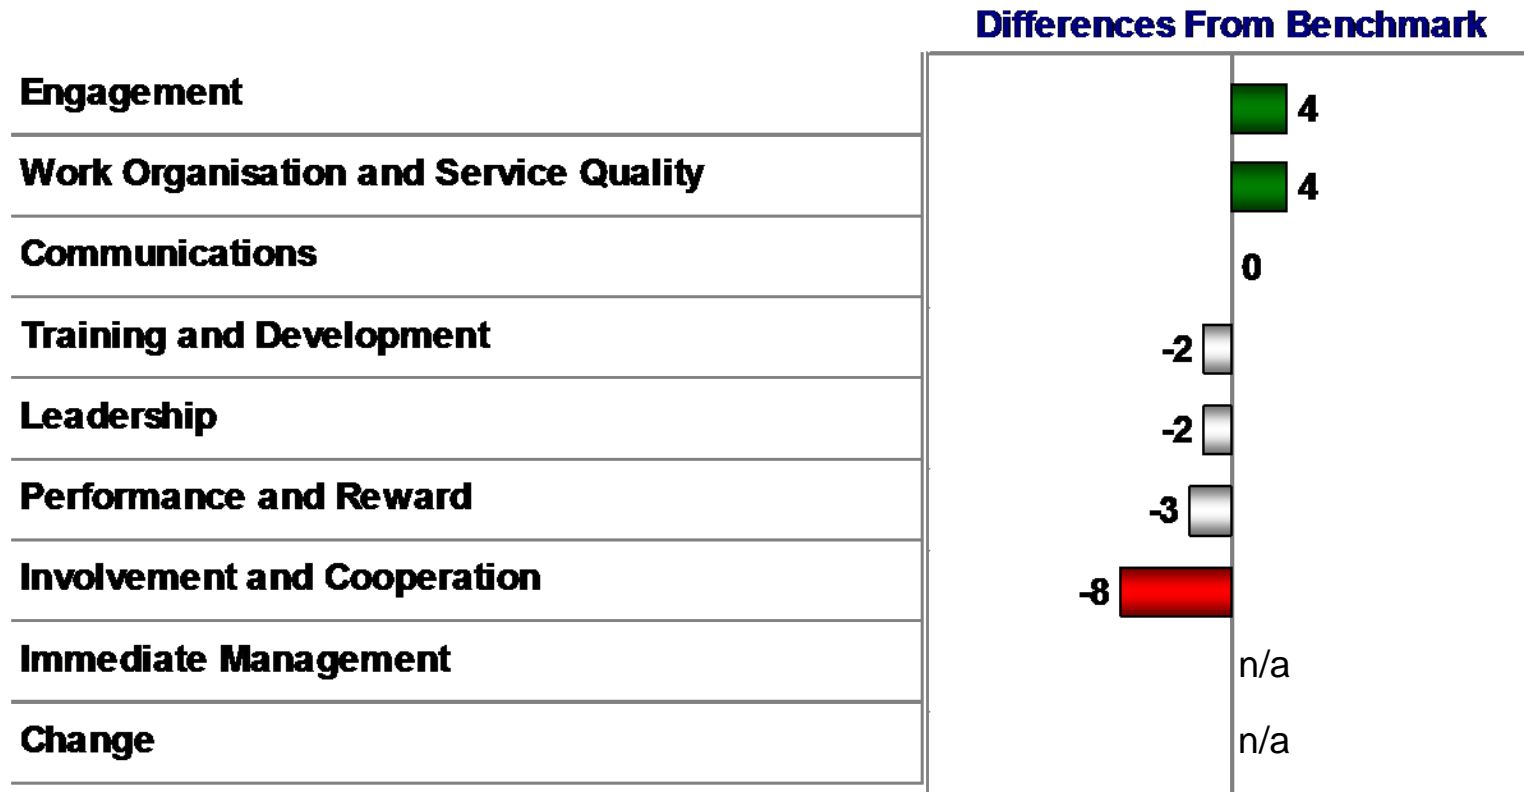 Differences From Benchmark
Engagement 4
Work Organisation and Service Quality 4
Communications 0
Training and Development -2
Leadership -2
Performance and Reward -3
Involvement and Cooperation -8
Immediate Management n/a
Change n/a